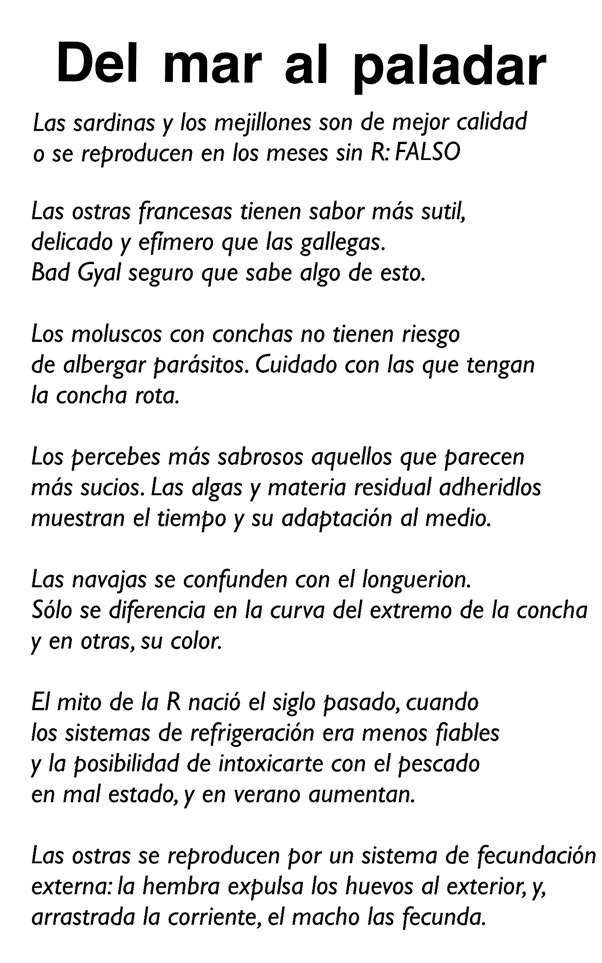 Del mar al paladar
Las sardinas y los mejillones son de mejor calidad
o se reproducen en los meses sin R: FALSO
Las ostras francesas tienen sabor más sutil,
delicado y efímero que las gallegas.
Bad Gyal seguro que sabe algo de esto.
Los moluscos con conchas no tienen riesgo
de albergar parásitos. Cuidado con las que tengan
la concha rota.
Los percebes más sabrosos aquellos que parecen
más sucios. Las algas y materia residual adheridlos
muestran el tiempo y su adaptación al medio.
Las navajas se confunden con el longuerion.
Sólo se diferencia en la curva del extremo de la concha
y en otras, su color.
El mito de la R nació el siglo pasado, cuando
los sistemas de refrigeración era menos fiables
y la posibilidad de intoxicarte con el pescado
en mal estado, y en verano aumentan.
Las ostras se reproducen por un sistema de fecundación
externa: la hembra expulsa los huevos al exterior, y,
arrastrada la corriente, el macho las fecunda.